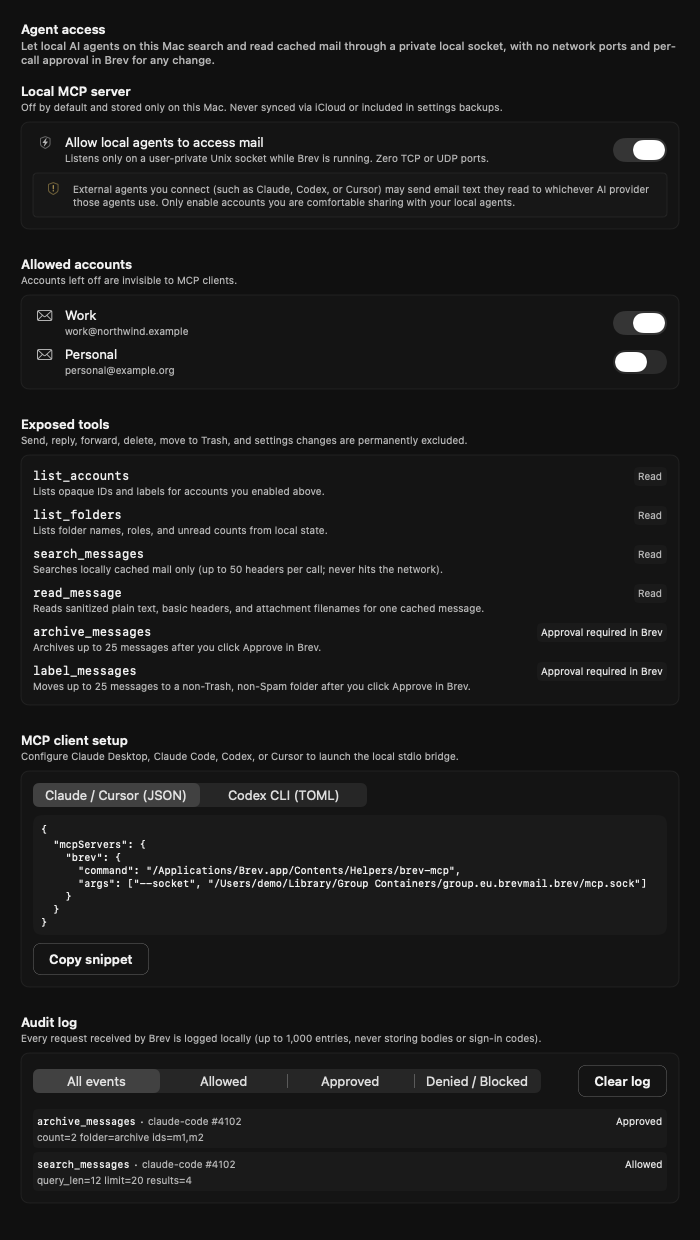 Agent access
Let local AI agents on this Mac search and read cached mail through a private local socket, with no network ports and per-
call approval in Brev for any change.
Local MCP server
Off by default and stored only on this Mac. Never synced via iCloud or included in settings backups.
Allow local agents to access mail
Listens only on a user-private Unix socket while Brev is running. Zero TCP or UDP ports.
External agents you connect (such as Claude, Codex, or Cursor) may send email text they read to whichever AI provider
those agents use. Only enable accounts you are comfortable sharing with your local agents.
Allowed accounts
Accounts left off are invisible to MCP clients.
Work
work@northwind.example
Personal
personal@example.org
Exposed tools
Send, reply, forward, delete, move to Trash, and settings changes are permanently excluded.
list_accounts Read
Lists opaque IDs and labels for accounts you enabled above.
list_folders Read
Lists folder names, roles, and unread counts from local state.
search_messages Read
Searches locally cached mail only (up to 50 headers per call; never hits the network).
read_message Read
Reads sanitized plain text, basic headers, and attachment filenames for one cached message.
archive_messages Approval required in Brev
Archives up to 25 messages after you click Approve in Brev.
label_messages Approval required in Brev
Moves up to 25 messages to a non-Trash, non-Spam folder after you click Approve in Brev.
MCP client setup
Configure Claude Desktop, Claude Code, Codex, or Cursor to launch the local stdio bridge.
Claude / Cursor (JSON) Codex CLI (TOML)
{
  "mcpServers": {
    "brev": {
      "command": "/Applications/Brev.app/Contents/Helpers/brev-mcp",
      "args": ["--socket", "/Users/demo/Library/Group Containers/group.eu.brevmail.brev/mcp.sock"]
    }
  }
}
Copy snippet
Audit log
Every request received by Brev is logged locally (up to 1,000 entries, never storing bodies or sign-in codes).
All events Allowed Approved Denied / Blocked Clear log
archive_messages · claude-code #4102 Approved
count=2 folder=archive ids=m1,m2
search_messages · claude-code #4102 Allowed
query_len=12 limit=20 results=4